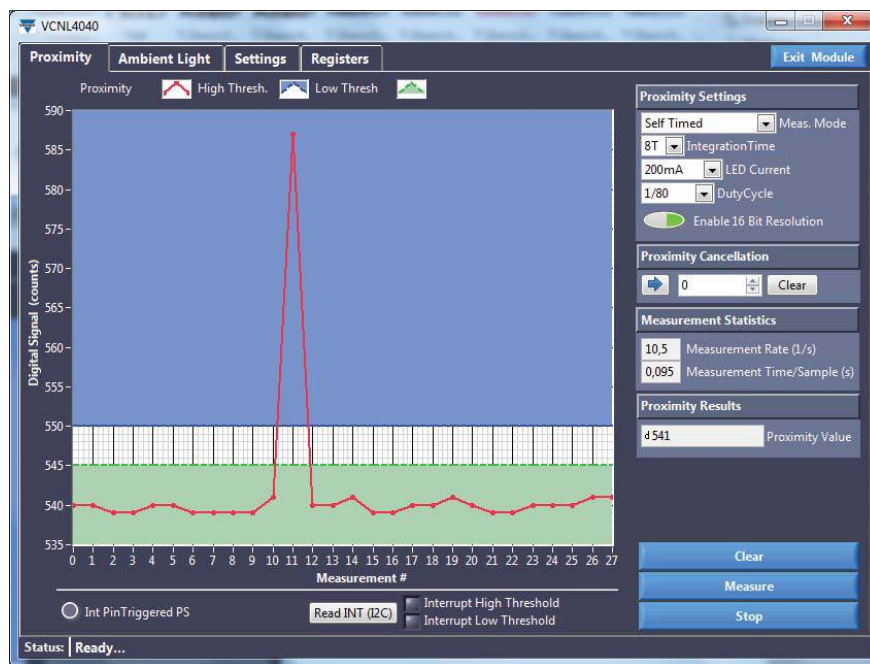 VCNL4040
Proximity Ambient Light Settings Registers Exit Module
Proximity High Thresh. Low Thresh
Digital Signal (counts)
590
585
580
575
570
565
560
555
550
545
540
535
0 1 2 3 4 5 6 7 8 9 10 11 12 13 14 15 16 17 18 19 20 21 22 23 24 25 26 27
Measurement #
Int PinTriggered PS
Read INT (I2C)
Interrupt High Threshold
Interrupt Low Threshold
Proximity Settings
Self Timed Meas. Mode
8T IntegrationTime
200mA LED Current
1/80 DutyCycle
Enable 16 Bit Resolution
Proximity Cancellation
0 Clear
Measurement Statistics
10,5 Measurement Rate (1/s)
0,095 Measurement Time/Sample (s)
Proximity Results
d 541 Proximity Value
Clear
Measure
Stop
Status: Ready...